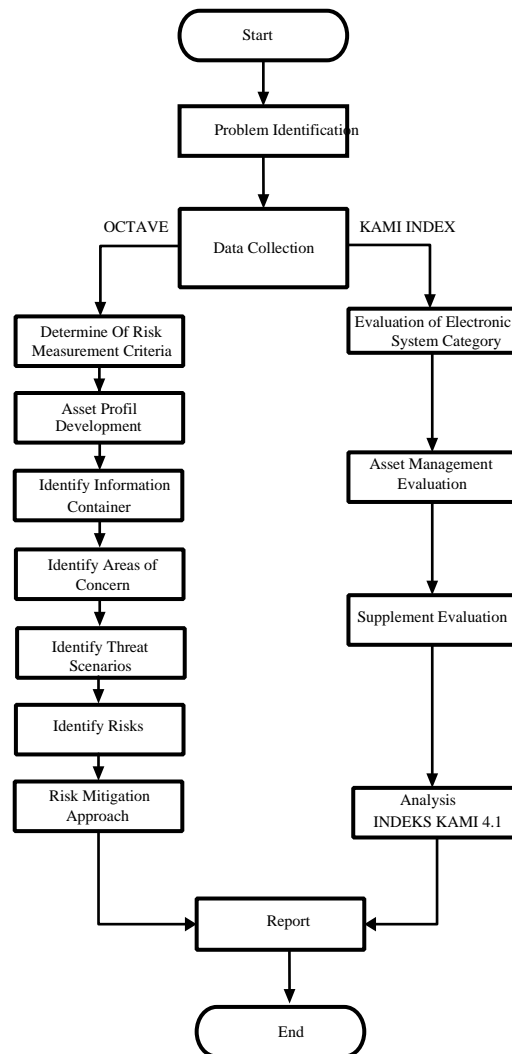 Start
Problem Identification
OCTAVE
KAMI INDEX
Data Collection
Determine Of Risk
Measurement Criteria
Asset Profil
Development
Identify Information
Container
Identify Areas of
Concern
Identify Threat
Scenarios
Identify Risks
Risk Mitigation
Approach
Evaluation of Electronic
System Category
Asset Management
Evaluation
Supplement Evaluation
Analysis
INDEKS KAMI 4.1
Report
End